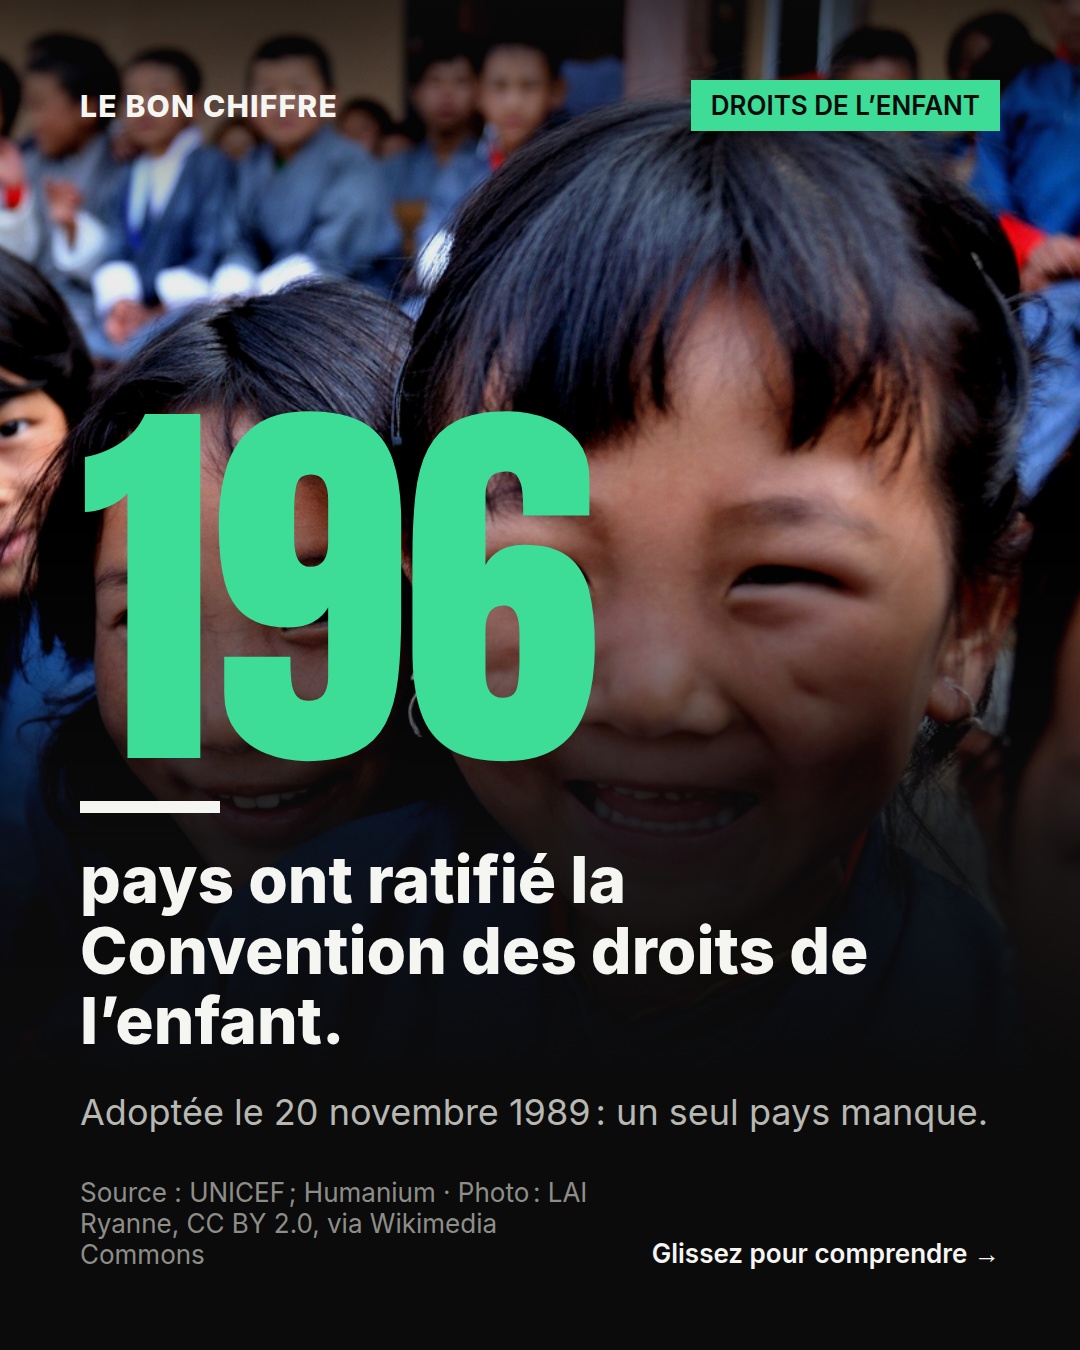 LE BON CHIFFRE
DROITS DE L’ENFANT
196
pays ont ratifié la
Convention des droits de
l’enfant.
Adoptée le 20 novembre 1989 : un seul pays manque.
Source : UNICEF ; Humanium · Photo : LAI
Ryanne, CC BY 2.0, via Wikimedia
Commons
Glissez pour comprendre →